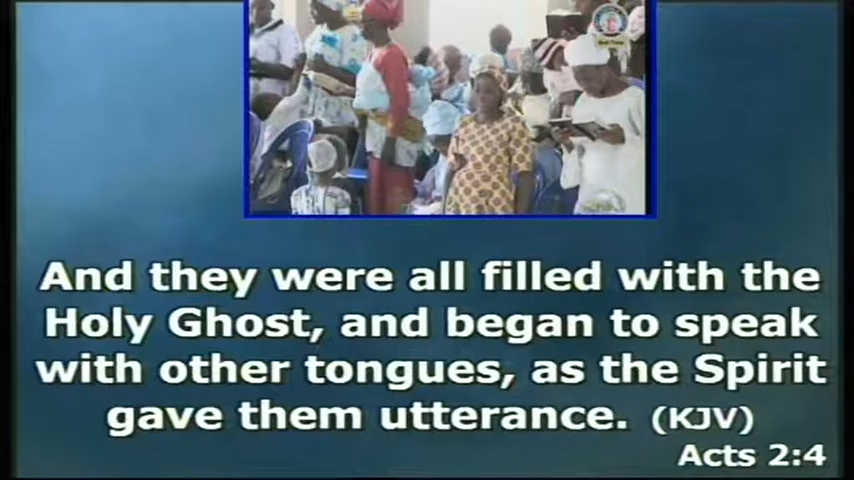 And they were all filled with the
Holy Ghost, and began to speak
with other tongues, as the Spirit
gave them utterance. (KJV)
Acts 2:4